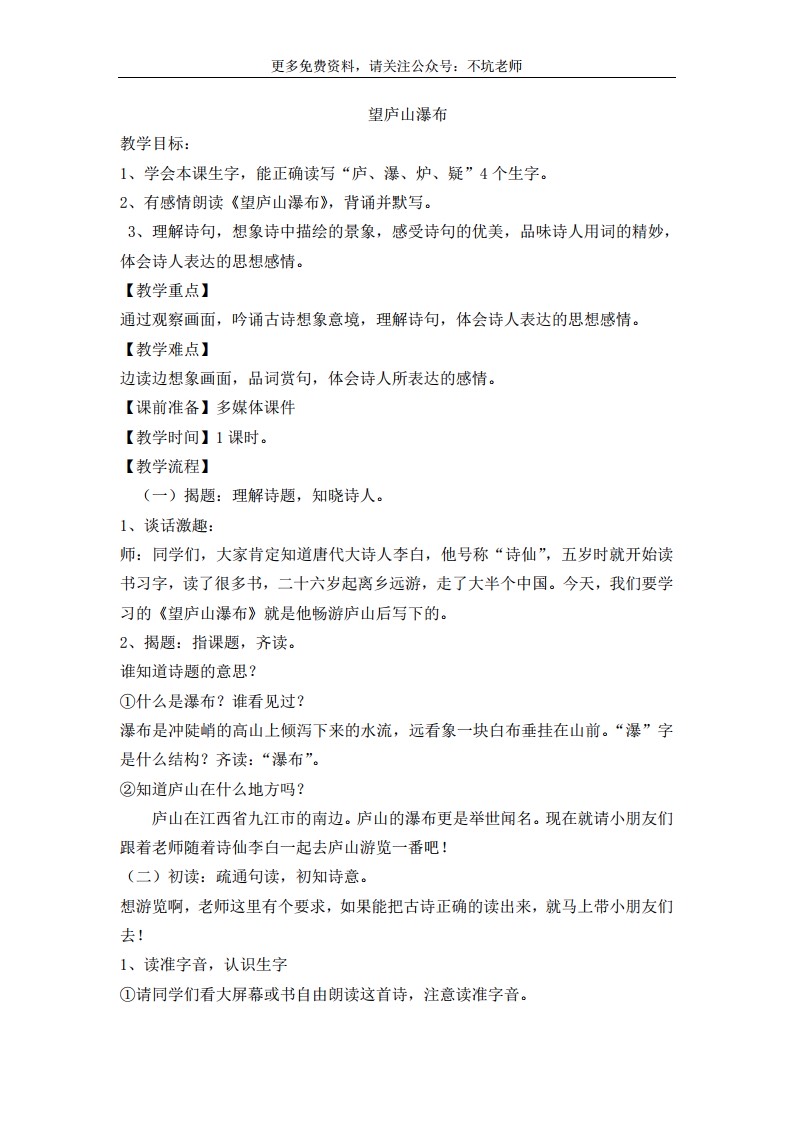 更多免费资料，请关注公众号：不坑老师
望庐山瀑布
教学目标：
1、学会本课生字，能正确读写“庐、瀑、炉、疑”4 个生字。
2、有感情朗读《望庐山瀑布》，背诵并默写。
3、理解诗句，想象诗中描绘的景象，感受诗句的优美，品味诗人用词的精妙，
体会诗人表达的思想感情。
【教学重点】
通过观察画面，吟诵古诗想象意境，理解诗句，体会诗人表达的思想感情。
【教学难点】
边读边想象画面，品词赏句，体会诗人所表达的感情。
【课前准备】多媒体课件
【教学时间】1 课时。
【教学流程】
（一）揭题：理解诗题，知晓诗人。
1、谈话激趣：
师：同学们，大家肯定知道唐代大诗人李白，他号称“诗仙”，五岁时就开始读
书习字，读了很多书，二十六岁起离乡远游，走了大半个中国。今天，我们要学
习的《望庐山瀑布》就是他畅游庐山后写下的。
2、揭题：指课题，齐读。
谁知道诗题的意思？
①什么是瀑布？谁看见过？
瀑布是冲陡峭的高山上倾泻下来的水流，远看象一块白布垂挂在山前。“瀑”字
是什么结构？齐读：“瀑布”。
②知道庐山在什么地方吗？
庐山在江西省九江市的南边。庐山的瀑布更是举世闻名。现在就请小朋友们
跟着老师随着诗仙李白一起去庐山游览一番吧！
（二）初读：疏通句读，初知诗意。
想游览啊，老师这里有个要求，如果能把古诗正确的读出来，就马上带小朋友们
去！
1、读准字音，认识生字
①请同学们看大屏幕或书自由朗读这首诗，注意读准字音。